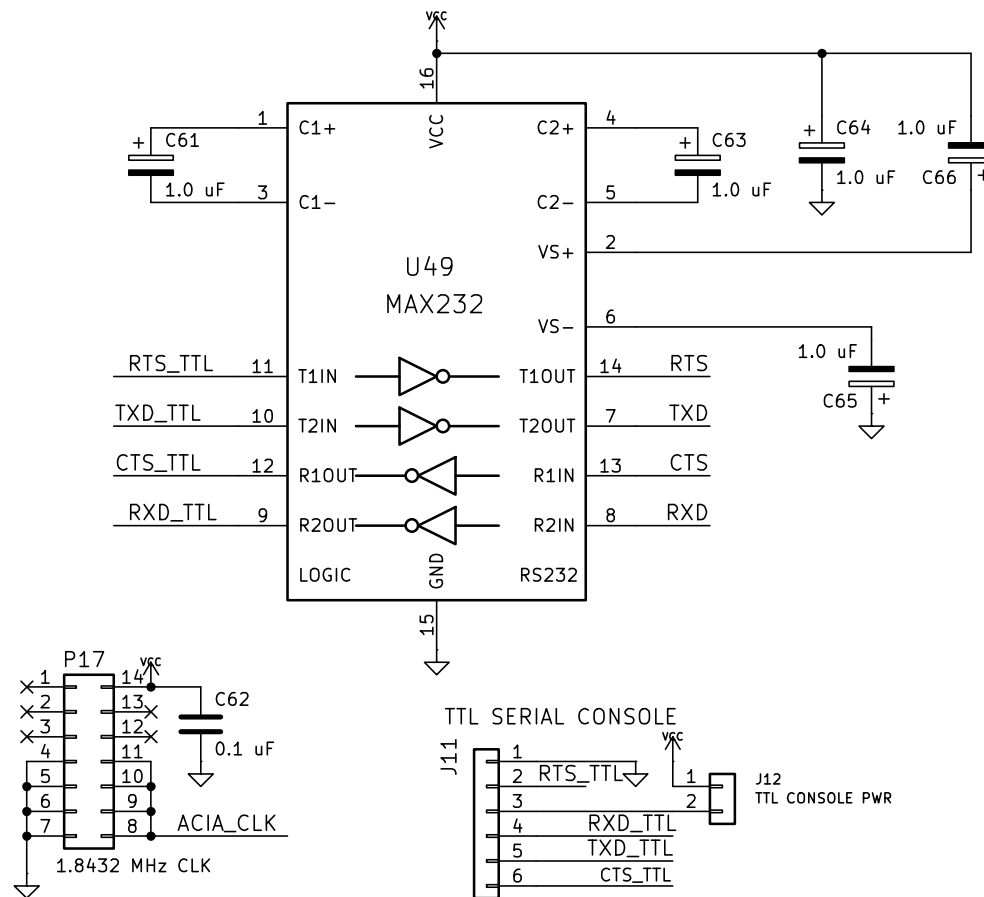 VCC
16
1 C1+ VCC C2+ 4
+ C61
1.0 uF
3 C1- C2- 5
+ C63
1.0 uF
+ C64
1.0 uF
1.0 uF
C66 +
VS+ 2
U49
MAX232
VS- 6
1.0 uF
C65 +
RTS_TTL 11 T1IN T1OUT 14 RTS
TXD_TTL 10 T2IN T2OUT 7 TXD
CTS_TTL 12 R1OUT R1IN 13 CTS
RXD_TTL 9 R2OUT R2IN 8 RXD
LOGIC GND RS232
15
P17
VCC
1 14
2 13
3 12
4 11
5 10
6 9
7 8 ACIA_CLK
C62
0.1 uF
1.8432 MHz CLK
TTL SERIAL CONSOLE
VCC
J11
1
2 RTS_TTL
3
4 RXD_TTL
5 TXD_TTL
6 CTS_TTL
1
2
J12
TTL CONSOLE PWR